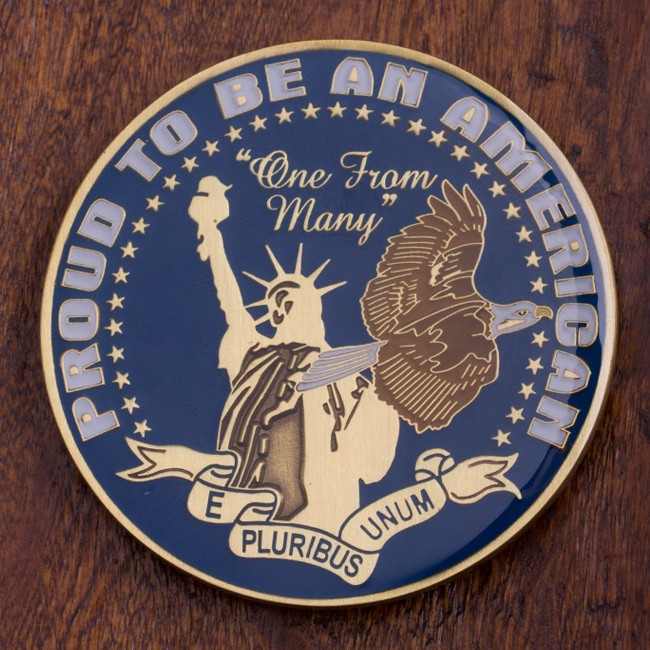 PROUD TO BE AN AMERICAN
"One From
Many"
E PLURIBUS UNUM